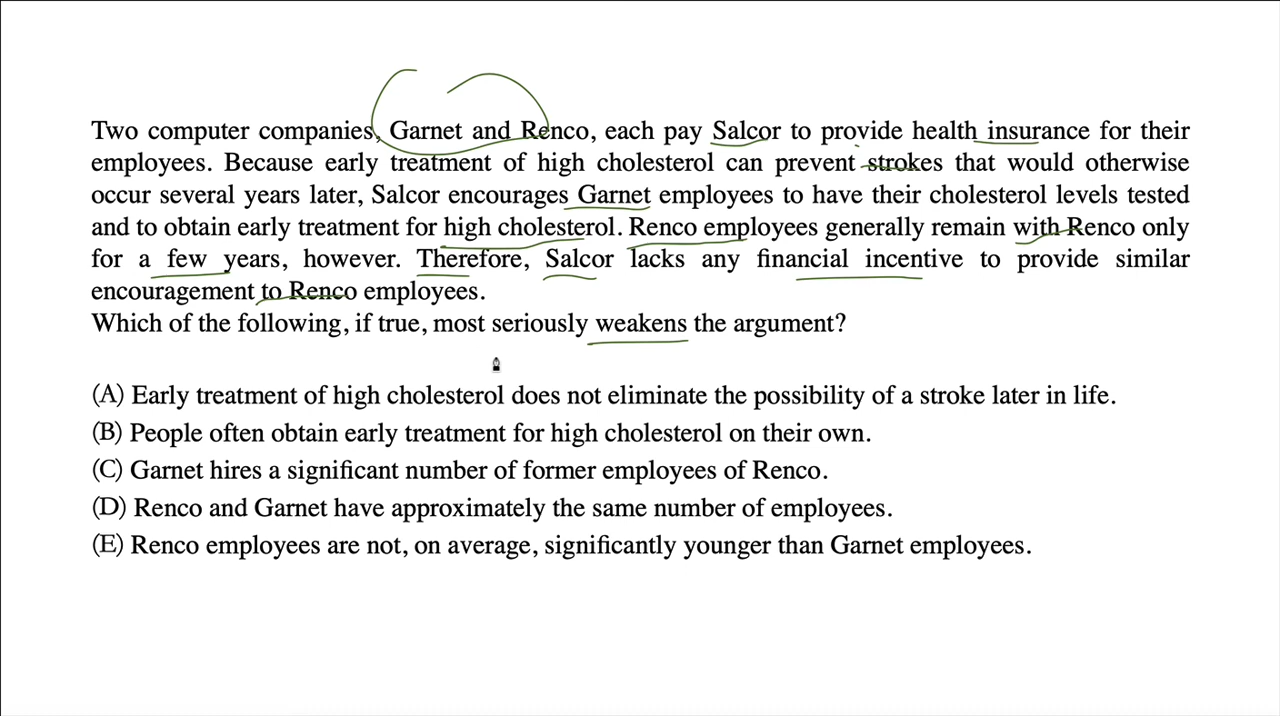 Two computer companies, Garnet and Renco, each pay Salcor to provide health insurance for their
employees. Because early treatment of high cholesterol can prevent strokes that would otherwise
occur several years later, Salcor encourages Garnet employees to have their cholesterol levels tested
and to obtain early treatment for high cholesterol. Renco employees generally remain with Renco only
for a few years, however. Therefore, Salcor lacks any financial incentive to provide similar
encouragement to Renco employees.
Which of the following, if true, most seriously weakens the argument?
(A) Early treatment of high cholesterol does not eliminate the possibility of a stroke later in life.
(B) People often obtain early treatment for high cholesterol on their own.
(C) Garnet hires a significant number of former employees of Renco.
(D) Renco and Garnet have approximately the same number of employees.
(E) Renco employees are not, on average, significantly younger than Garnet employees.